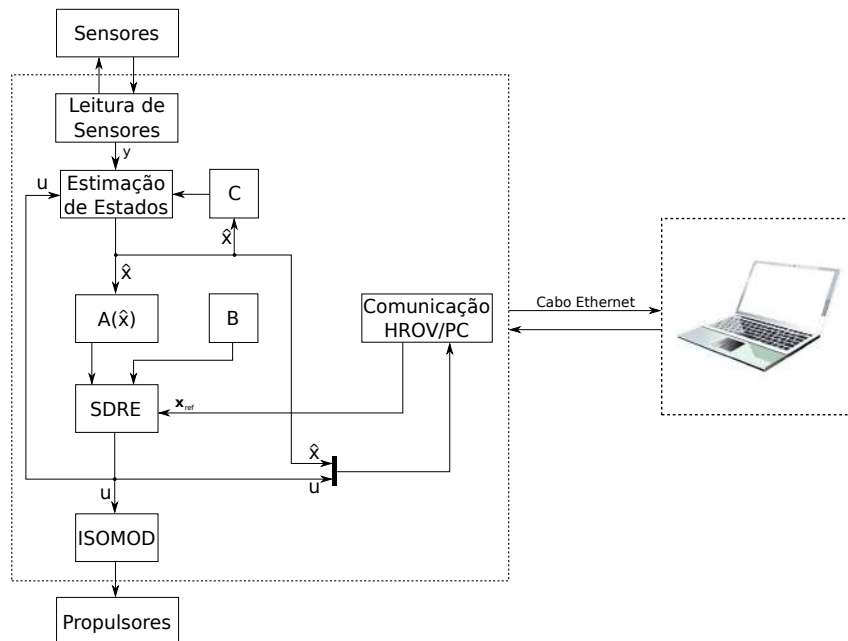 Sensores
Leitura de
Sensores
y
u
Estimação
de Estados
C
x̂
x̂
A(x̂)
B
Comunicação
HROV/PC
Cabo Ethernet
SDRE
x_ref
x̂
u
u
ISOMOD
Propulsores